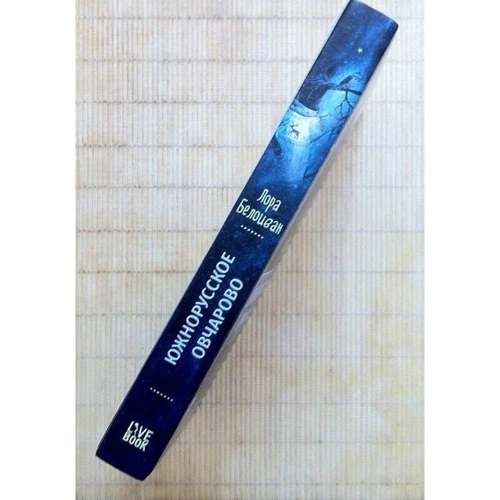 Лора
Белоиван
ЮЖНОРУССКОЕ
ОВЧАРОВО
LIVE
BOOK